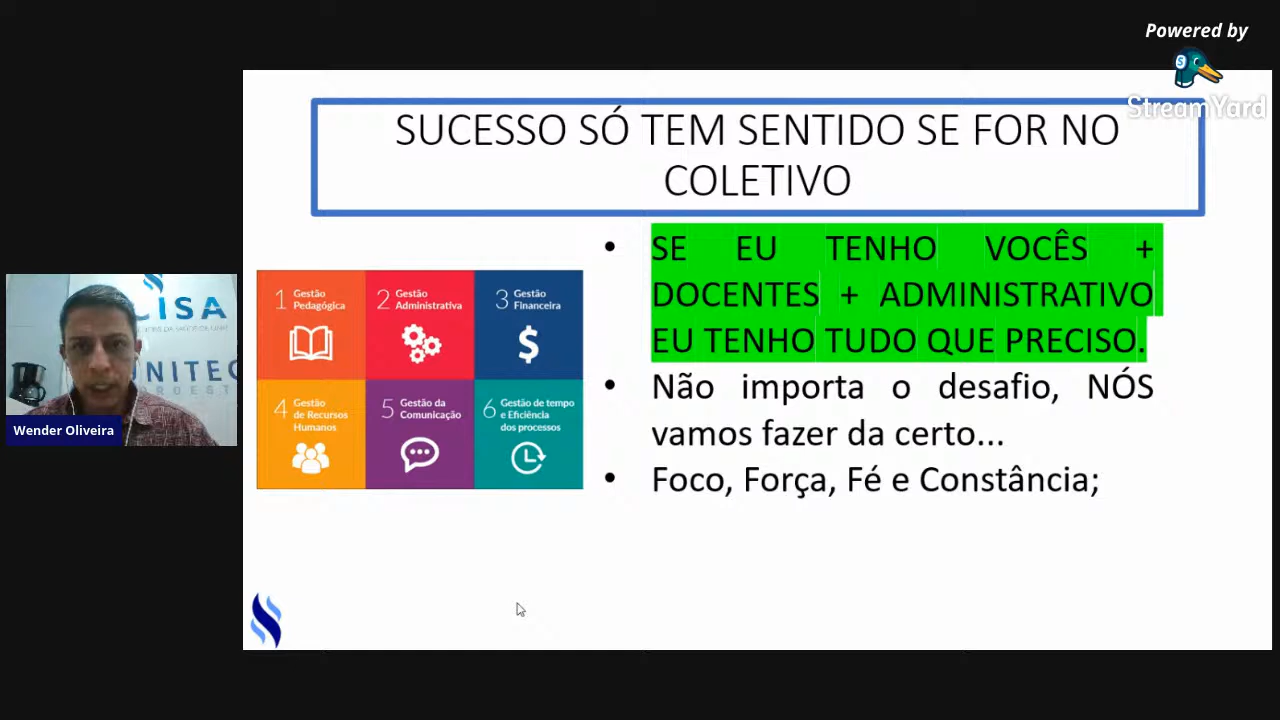 Powered by
StreamYard
SUCESSO SÓ TEM SENTIDO SE FOR NO
COLETIVO
1 Gestão
Pedagógica
2 Gestão
Administrativa
3 Gestão
Financeira
4 Gestão
de Recursos
Humanos
5 Gestão da
Comunicação
6 Gestão de tempo
e Eficiência
dos processos
• SE EU TENHO VOCÊS +
DOCENTES + ADMINISTRATIVO
EU TENHO TUDO QUE PRECISO.
• Não importa o desafio, NÓS
vamos fazer da certo...
• Foco, Força, Fé e Constância;
CISA
UNITEC
Wender Oliveira